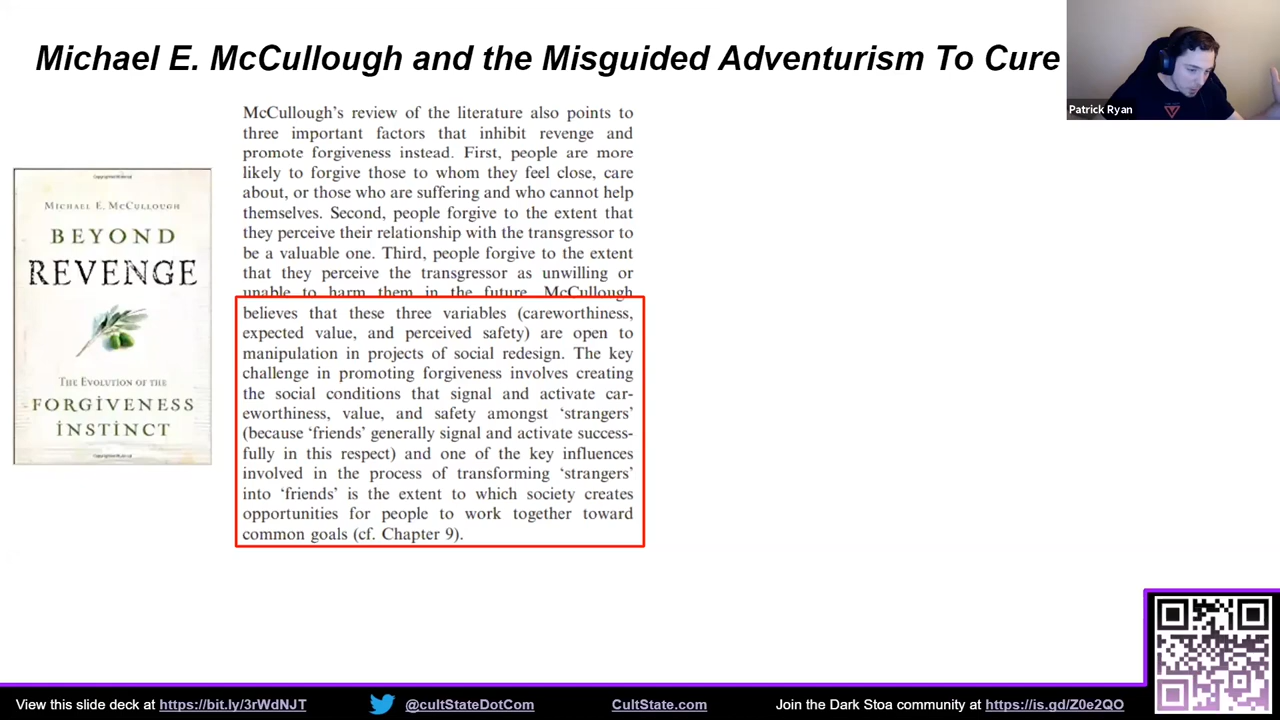 Michael E. McCullough and the Misguided Adventurism To Cure
Patrick Ryan
MICHAEL E. MCCULLOUGH
BEYOND
REVENGE
THE EVOLUTION OF THE
FORGIVENESS
INSTINCT
McCullough's review of the literature also points to
three important factors that inhibit revenge and
promote forgiveness instead. First, people are more
likely to forgive those to whom they feel close, care
about, or those who are suffering and who cannot help
themselves. Second, people forgive to the extent that
they perceive their relationship with the transgressor to
be a valuable one. Third, people forgive to the extent
that they perceive the transgressor as unwilling or
unable to harm them in the future. McCullough
believes that these three variables (careworthiness,
expected value, and perceived safety) are open to
manipulation in projects of social redesign. The key
challenge in promoting forgiveness involves creating
the social conditions that signal and activate car-
eworthiness, value, and safety amongst 'strangers'
(because 'friends' generally signal and activate success-
fully in this respect) and one of the key influences
involved in the process of transforming 'strangers'
into 'friends' is the extent to which society creates
opportunities for people to work together toward
common goals (cf. Chapter 9).
View this slide deck at https://bit.ly/3rWdNJT
@cultStateDotCom
CultState.com
Join the Dark Stoa community at https://is.gd/Z0e2QO